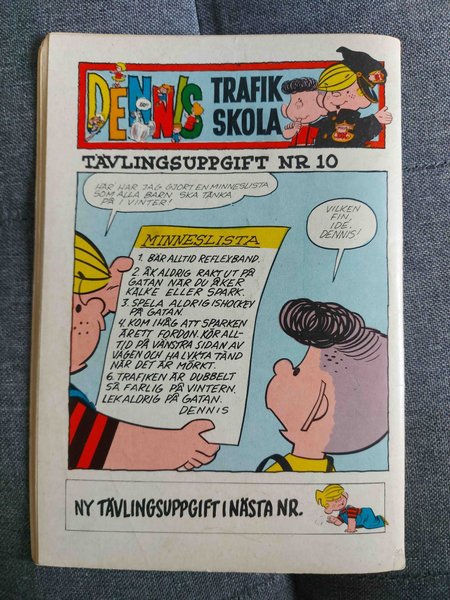 DENNIS
TRAFIK
SKOLA
TÄVLINGSUPPGIFT NR 10
HÄR HAR JAG GJORT EN MINNESLISTA
SOM ALLA BARN SKA TÄNKA
PÅ I VINTER!
VILKEN
FIN,
IDE,
DENNIS!
MINNESLISTA
1. BÄR ALLTID REFLEXBAND.
2. ÅK ALDRIG RAKT UT PÅ
GATAN NÄR DU ÅKER
KÄLKE ELLER SPARK.
3. SPELA ALDRIG ISHOCKEY
PÅ GATAN.
4. KOM IHÅG ATT SPARKEN
ÄR ETT FORDON. KÖR ALL-
TID PÅ VÄNSTRA SIDAN AV
VÄGEN OCH HA LYKTA TÄND
NÄR DET ÄR MÖRKT.
6. TRAFIKEN ÄR DUBBELT
SÅ FARLIG PÅ VINTERN.
LEK ALDRIG PÅ GATAN.
DENNIS
NY TÄVLINGSUPPGIFT I NÄSTA NR.